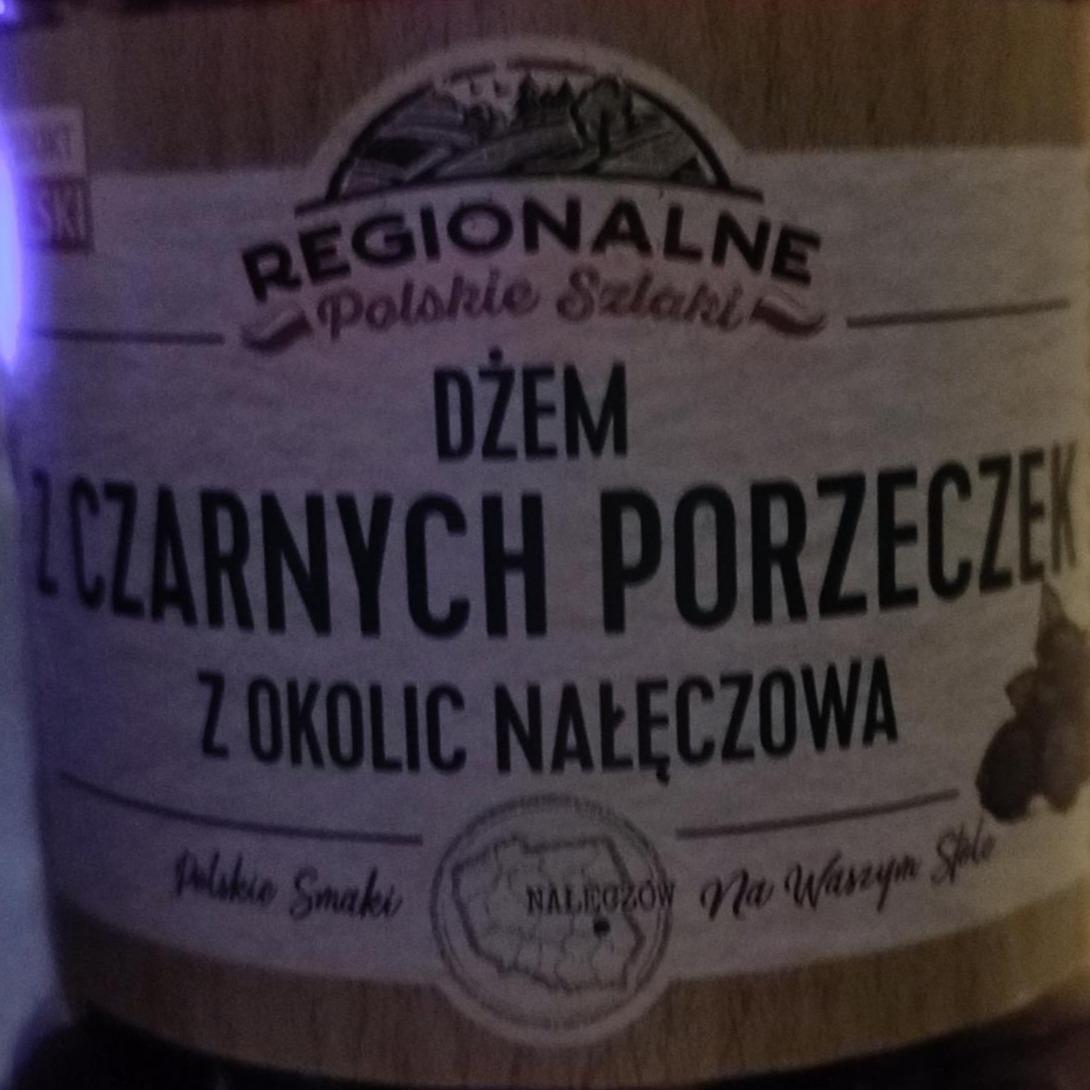 REGIONALNE
Polskie Szlaki
DŻEM
Z CZARNYCH PORZECZEK
Z OKOLIC NAŁĘCZOWA
Polskie Smaki
NAŁĘCZÓW
Na Waszym Stole